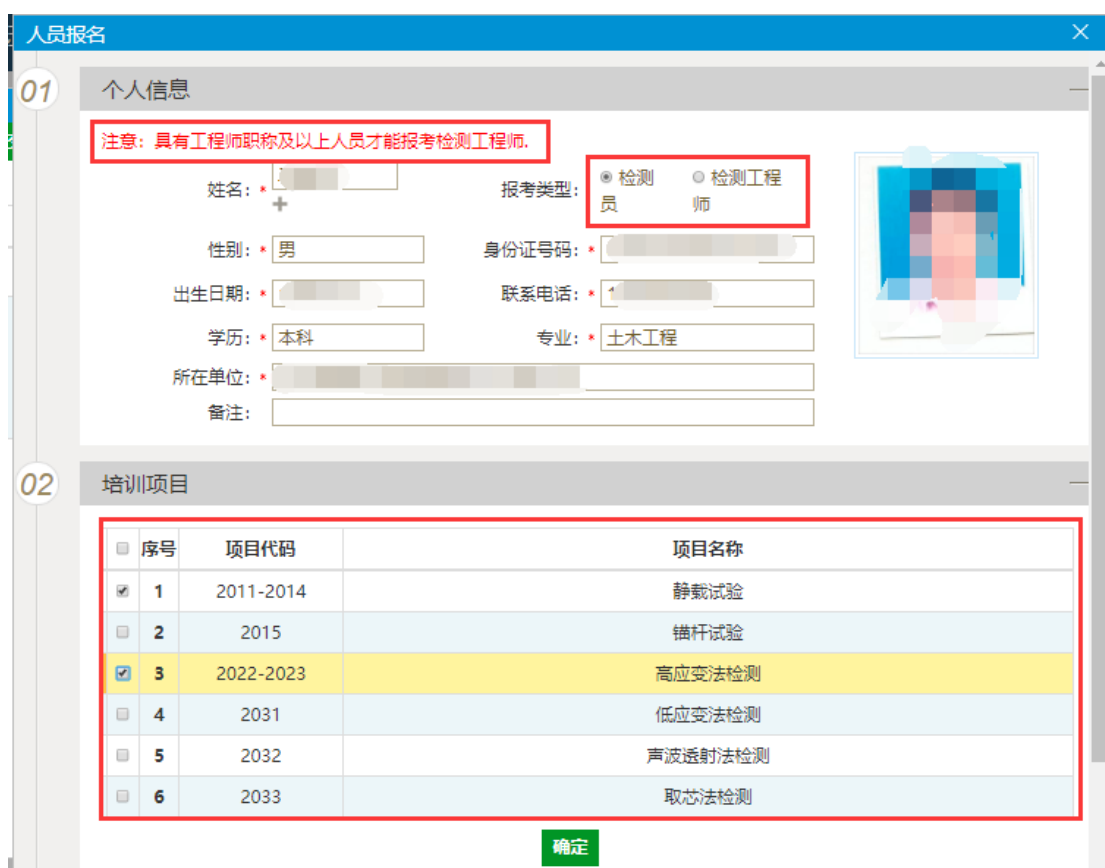 人员报名
01
个人信息
注意：具有工程师职称及以上人员才能报考检测工程师.
姓名：*
报考类型：
检测员
检测工程师
性别：* 男
身份证号码：*
出生日期：*
联系电话：*
学历：* 本科
专业：* 土木工程
所在单位：*
备注：
02
培训项目
序号 项目代码 项目名称
1 2011-2014 静载试验
2 2015 锚杆试验
3 2022-2023 高应变法检测
4 2031 低应变法检测
5 2032 声波透射法检测
6 2033 取芯法检测
确定